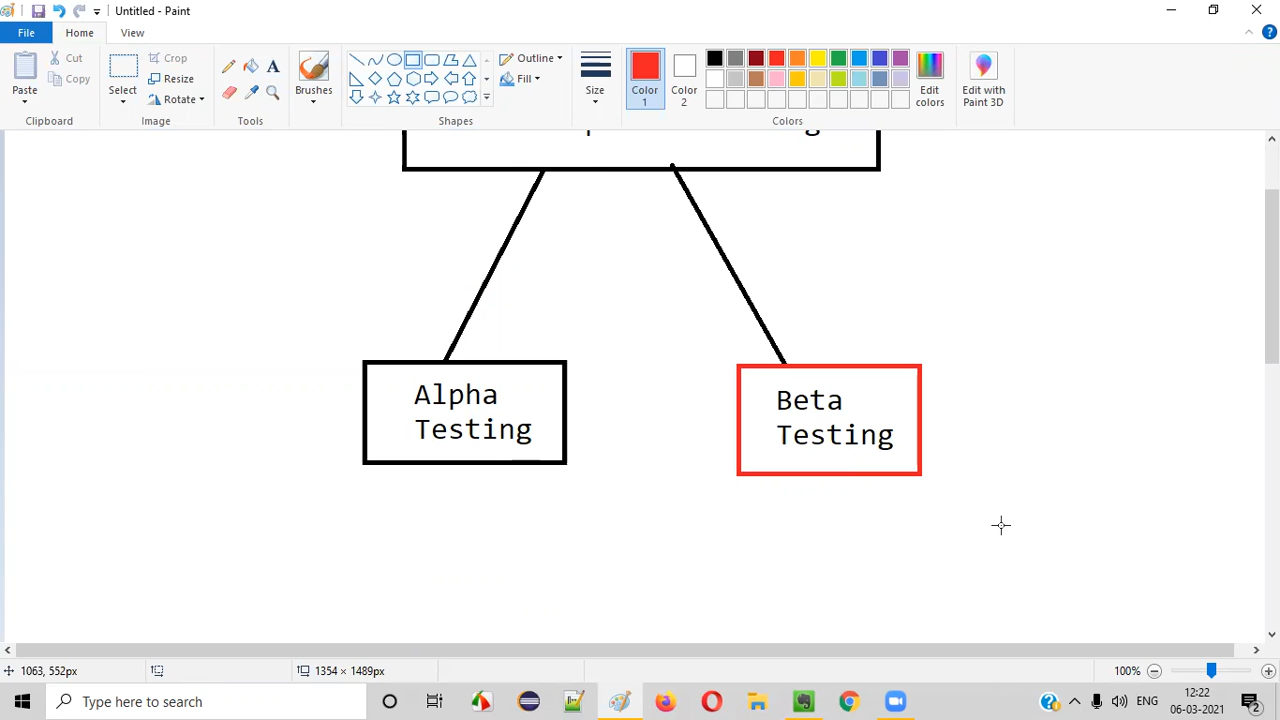 Untitled - Paint
File
Home
View
Paste
Cut
Copy
Clipboard
Select
Crop
Resize
Rotate
Image
Tools
Brushes
Shapes
Outline
Fill
Size
Color 1
Color 2
Edit colors
Edit with Paint 3D
Colors
Alpha
Testing
Beta
Testing
1063, 552px
1354 × 1489px
100%
Type here to search
ENG
12:22
06-03-2021
2